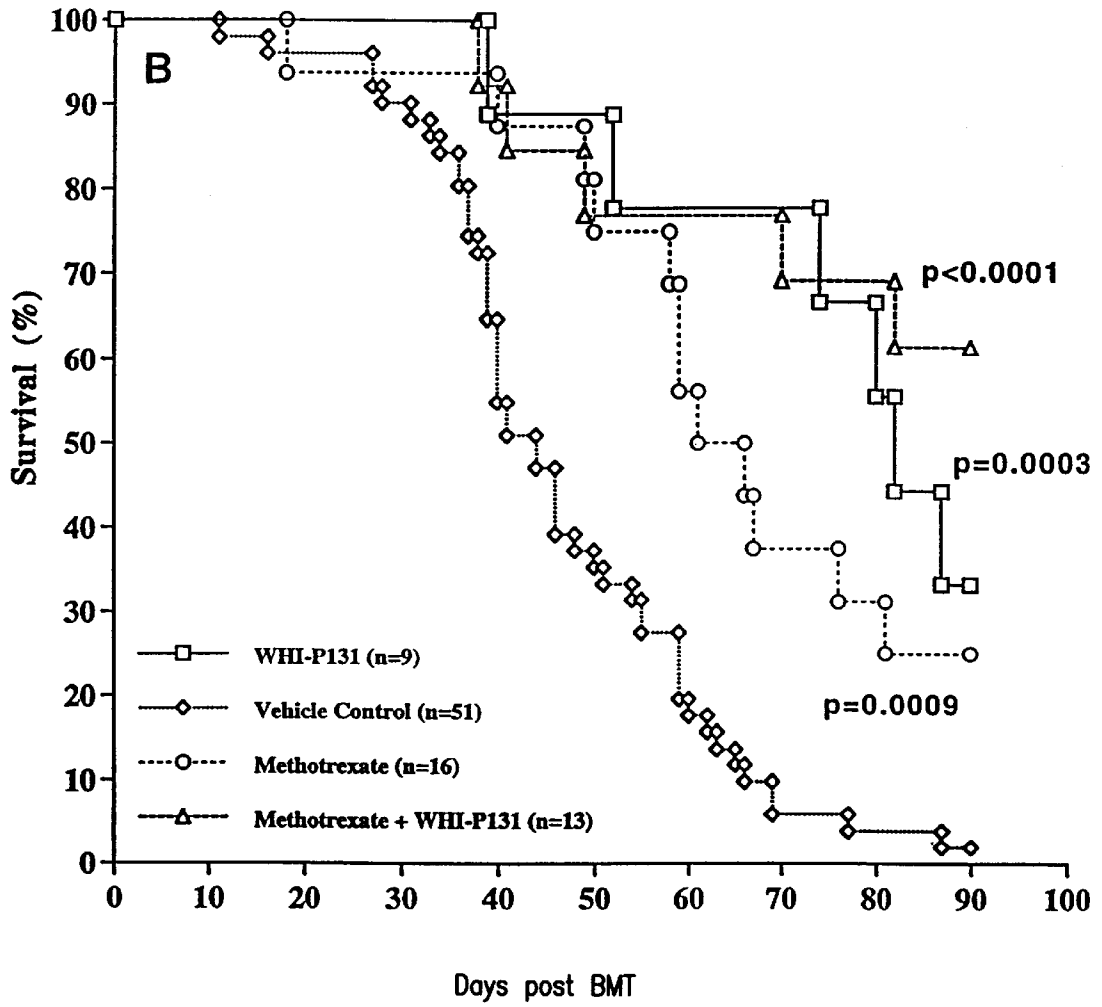 B
100
90
80
70
60
50
40
30
20
10
0
Survival (%)
p<0.0001
p=0.0003
p=0.0009
WHI-P131 (n=9)
Vehicle Control (n=51)
Methotrexate (n=16)
Methotrexate + WHI-P131 (n=13)
0 10 20 30 40 50 60 70 80 90 100
Days post BMT